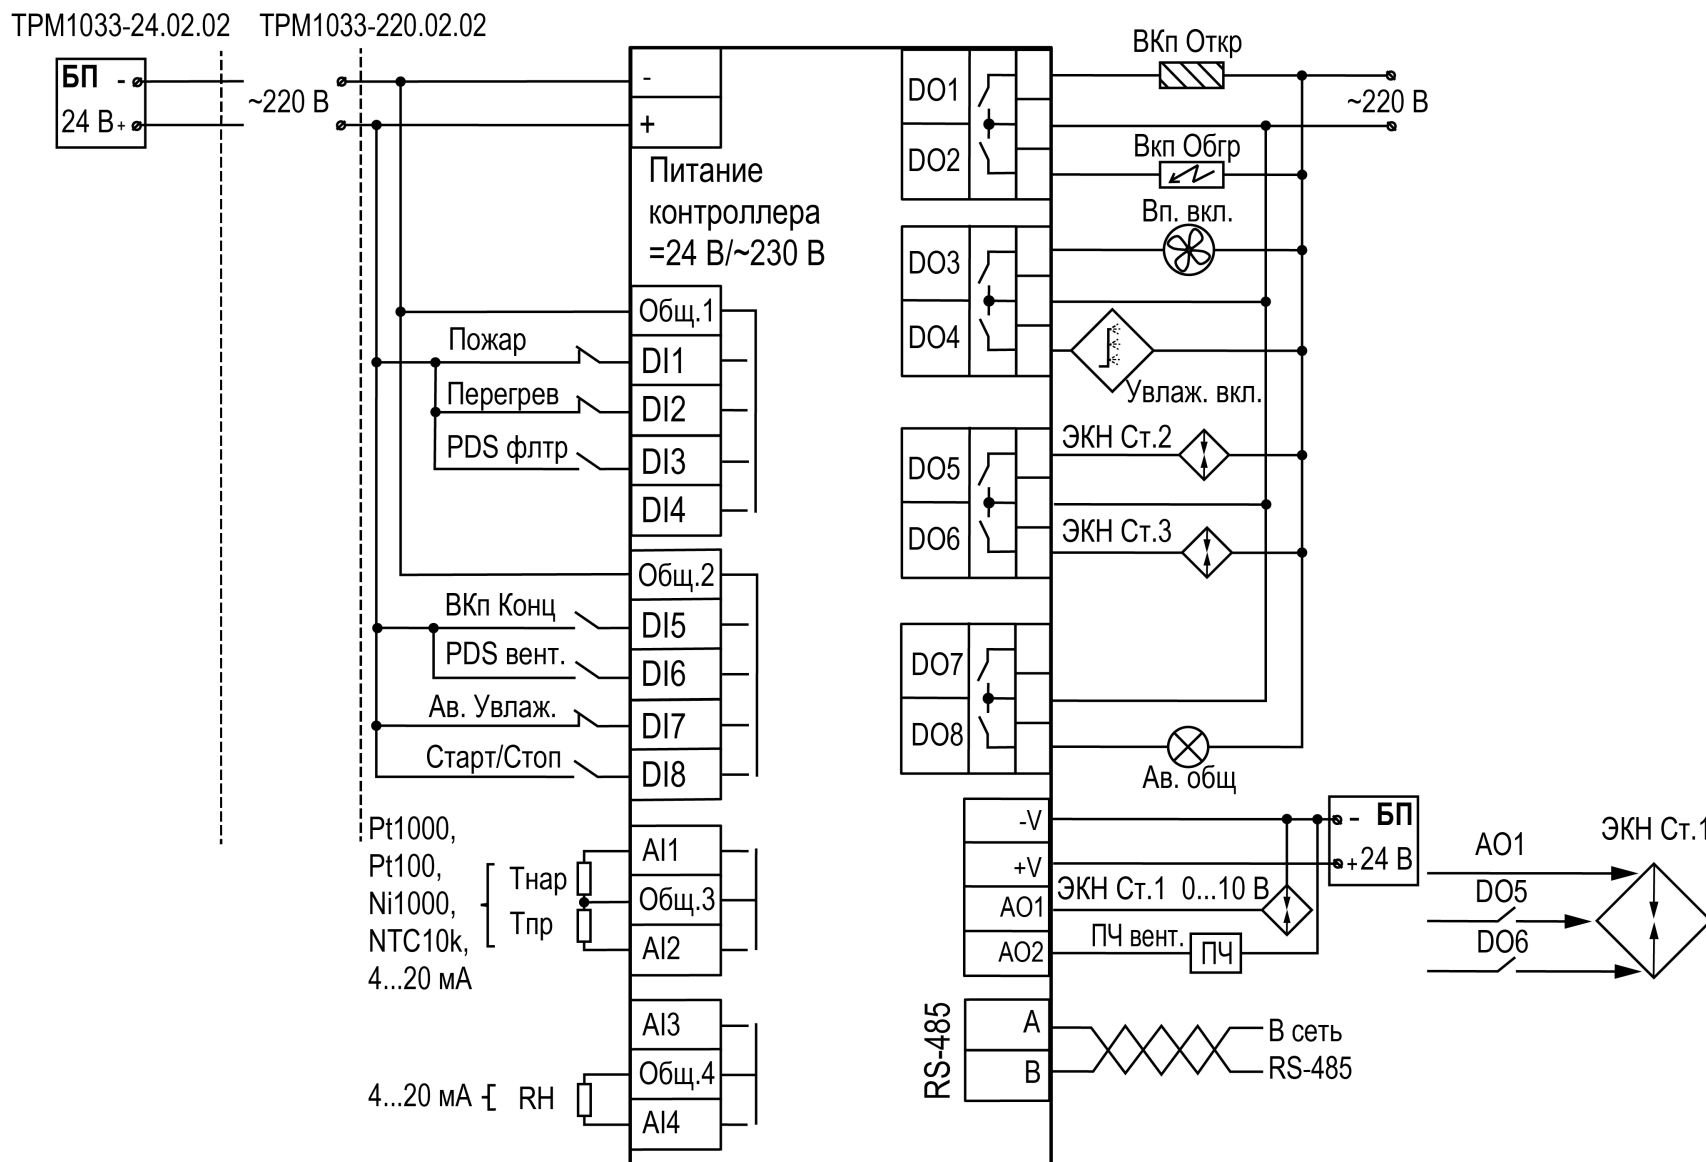 ТРМ1033-24.02.02
ТРМ1033-220.02.02
БП -
24 В+
~220 В
-
+
Питание
контроллера
=24 В/~230 В
Общ.1
Пожар
DI1
Перегрев
DI2
PDS флтр
DI3
DI4
Общ.2
ВКп Конц
DI5
PDS вент.
DI6
Ав. Увлаж.
DI7
Старт/Стоп
DI8
Pt1000,
Pt100,
Ni1000,
NTC10k,
4...20 мА
Тнар
Тпр
AI1
Общ.3
AI2
AI3
Общ.4
AI4
4...20 мА
RH
DO1
DO2
DO3
DO4
DO5
DO6
DO7
DO8
ВКп Откр
~220 В
Вкп Обгр
Вп. вкл.
Увлаж. вкл.
ЭКН Ст.2
ЭКН Ст.3
Ав. общ
-V
+V
AO1
AO2
- БП
+24 В
ЭКН Ст.1 0...10 В
ПЧ вент.
ПЧ
RS-485
A
B
В сеть
RS-485
ЭКН Ст.1
AO1
DO5
DO6